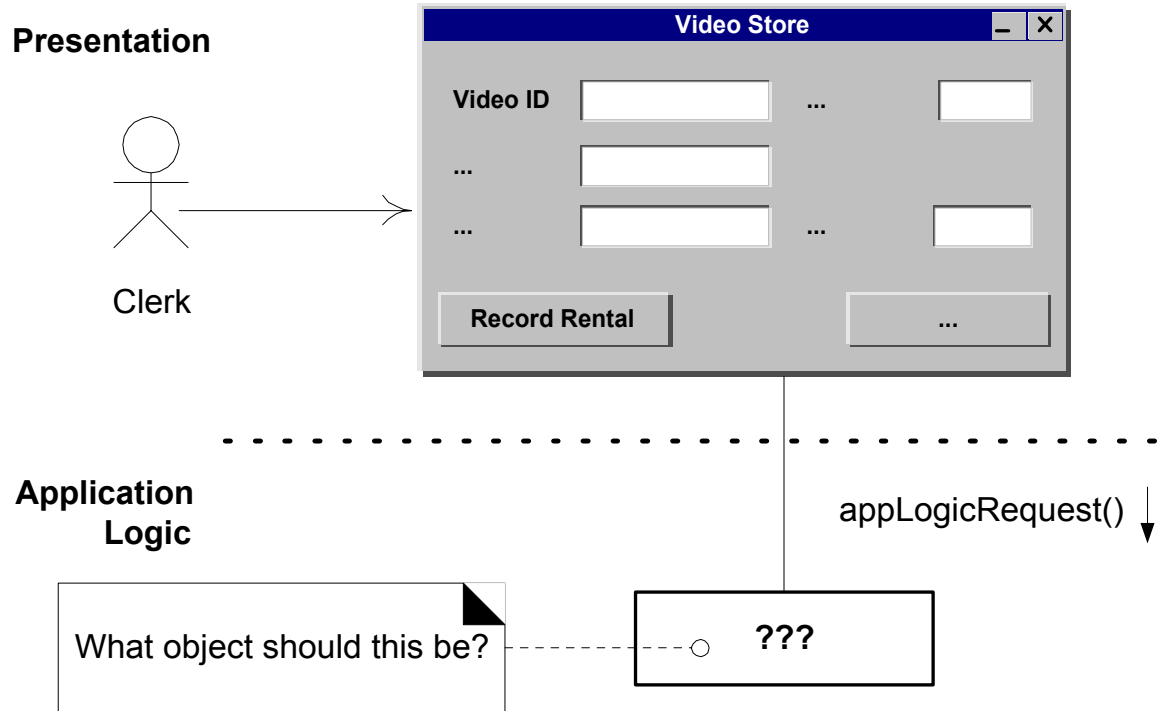 Presentation
Video Store
Video ID
...
...
...
...
Clerk
Record Rental
...
Application
Logic
appLogicRequest()
What object should this be?
???